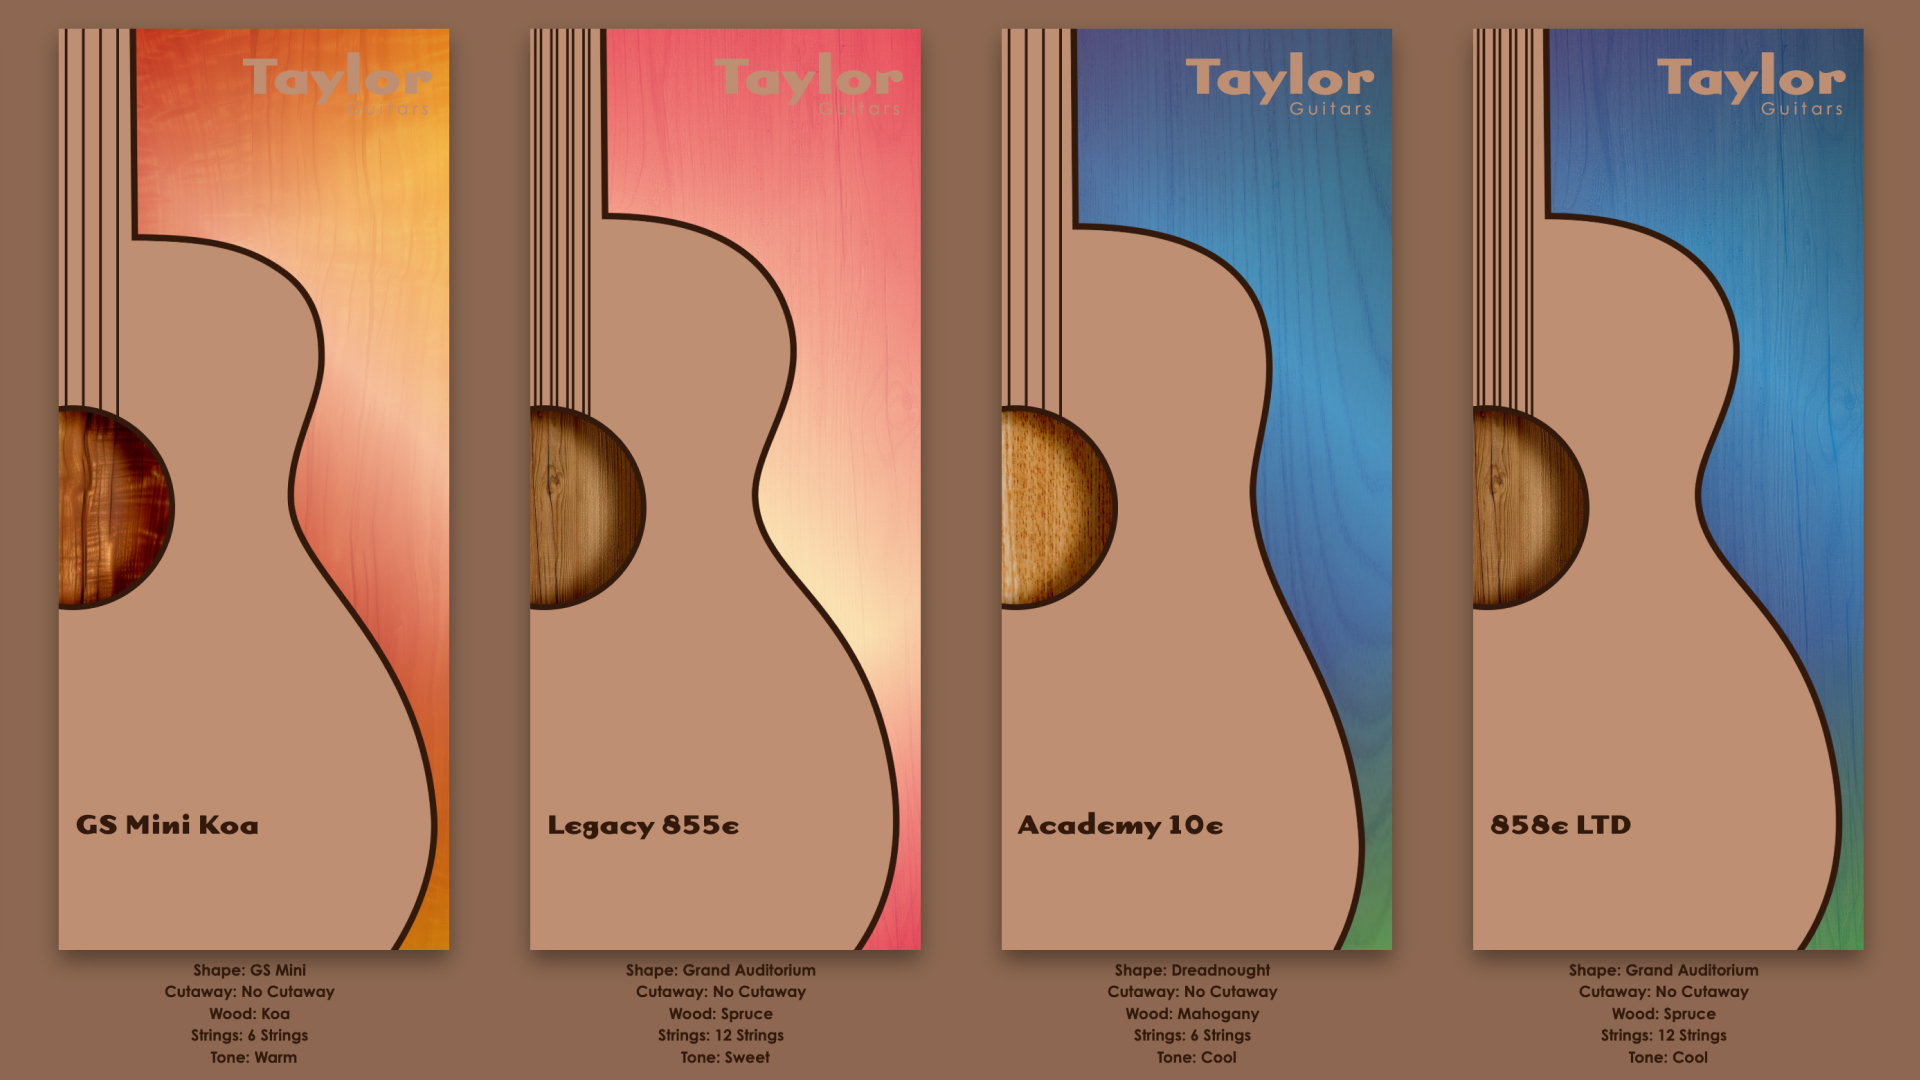 Taylor
Guitars
GS Mini Koa
Shape: GS Mini
Cutaway: No Cutaway
Wood: Koa
Strings: 6 Strings
Tone: Warm
Taylor
Guitars
Legacy 855e
Shape: Grand Auditorium
Cutaway: No Cutaway
Wood: Spruce
Strings: 12 Strings
Tone: Sweet
Taylor
Guitars
Academy 10e
Shape: Dreadnought
Cutaway: No Cutaway
Wood: Mahogany
Strings: 6 Strings
Tone: Cool
Taylor
Guitars
858e LTD
Shape: Grand Auditorium
Cutaway: No Cutaway
Wood: Spruce
Strings: 12 Strings
Tone: Cool